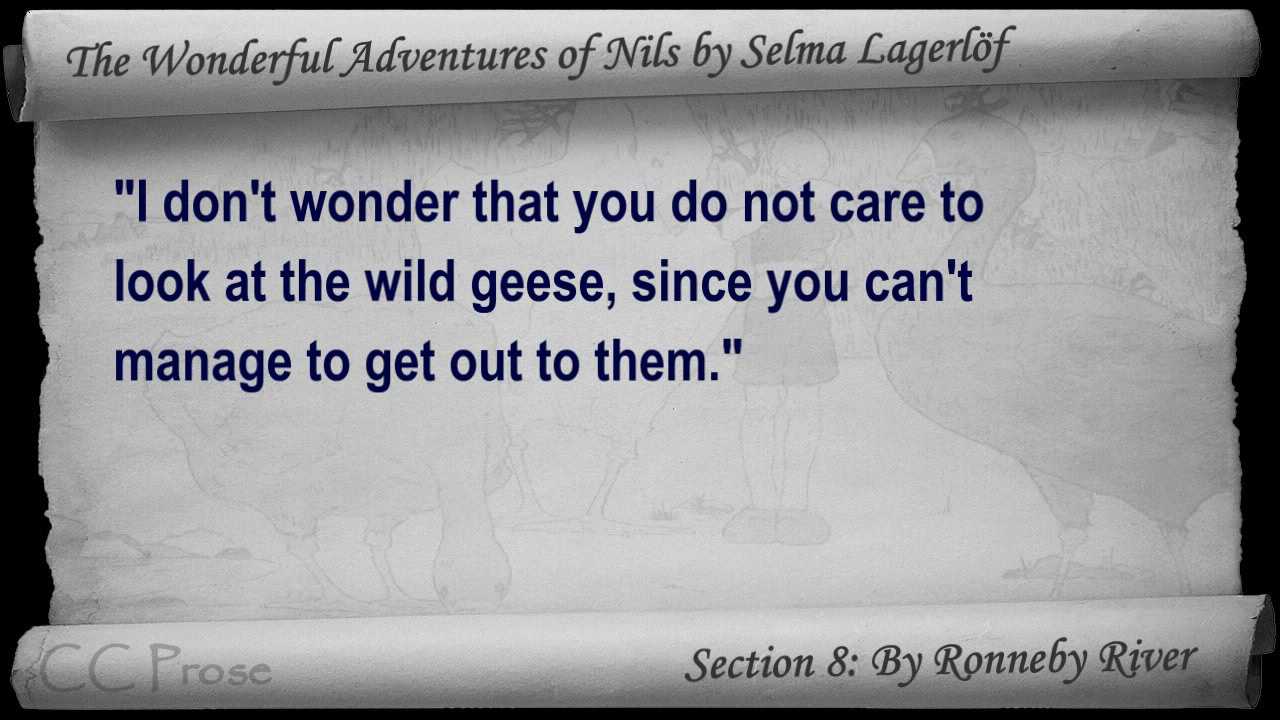 The Wonderful Adventures of Nils by Selma Lagerlöf
"I don't wonder that you do not care to
look at the wild geese, since you can't
manage to get out to them."
CC Prose
Section 8: By Ronneby River